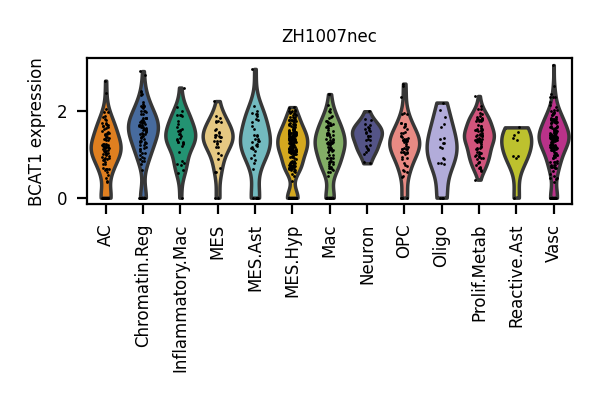 ZH1007nec
BCAT1 expression
2
0
AC
Chromatin.Reg
Inflammatory.Mac
MES
MES.Ast
MES.Hyp
Mac
Neuron
OPC
Oligo
Prolif.Metab
Reactive.Ast
Vasc